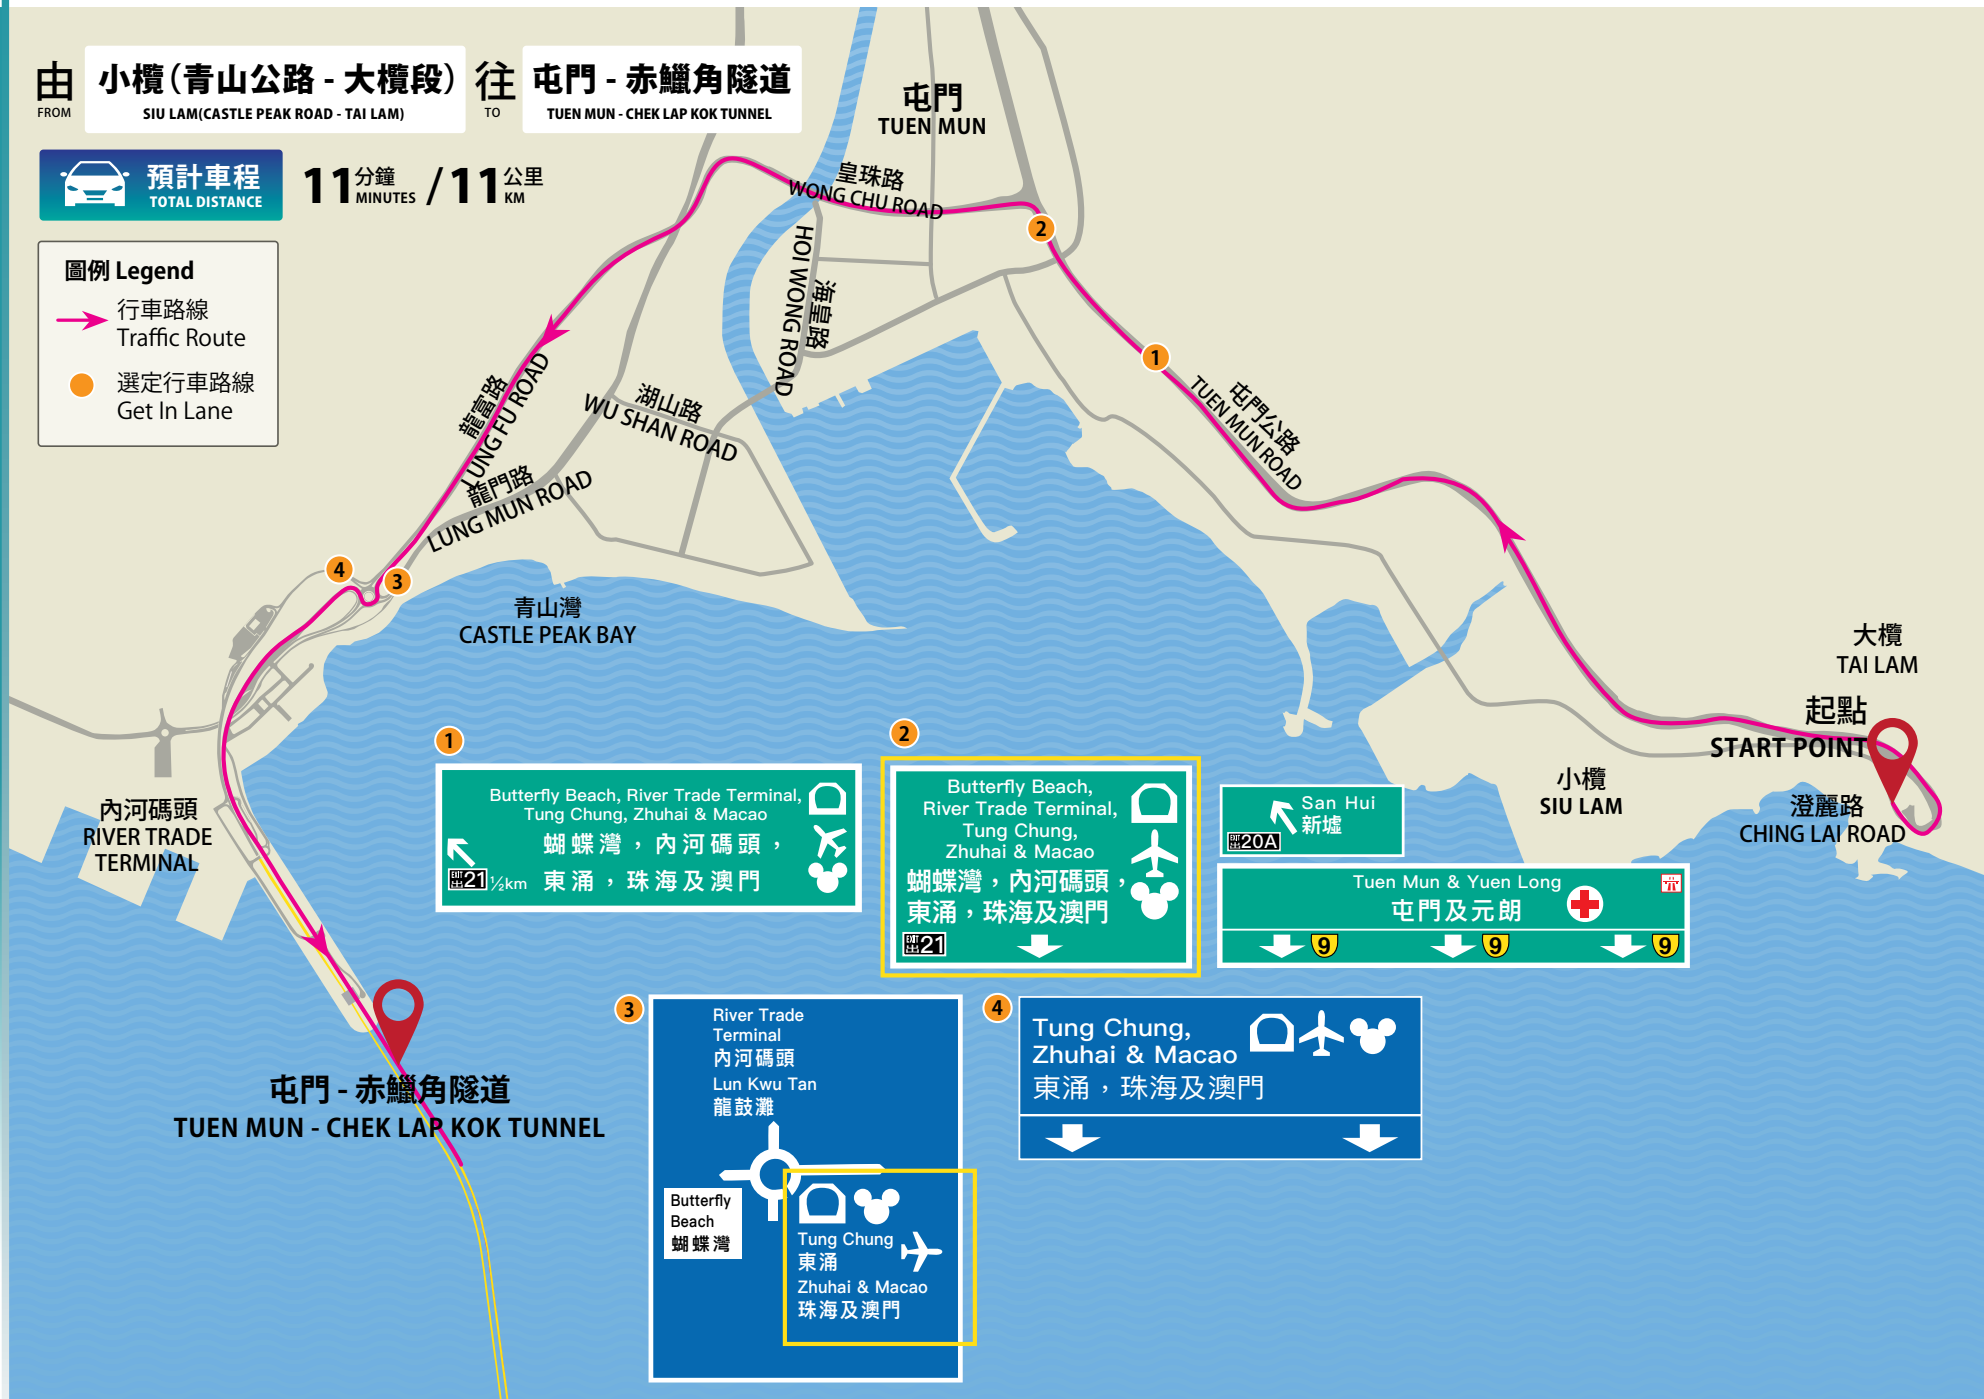 由
FROM
小欖(青山公路 - 大欖段)
SIU LAM(CASTLE PEAK ROAD - TAI LAM)
往
TO
屯門 - 赤鱲角隧道
TUEN MUN - CHEK LAP KOK TUNNEL
預計車程
TOTAL DISTANCE
11 分鐘 MINUTES / 11 公里 KM
圖例 Legend
行車路線
Traffic Route
選定行車路線
Get In Lane
屯門
TUEN MUN
皇珠路
WONG CHU ROAD
2
海皇路
HOI WONG ROAD
1
屯門公路
TUEN MUN ROAD
龍富路
LUNG FU ROAD
湖山路
WU SHAN ROAD
龍門路
LUNG MUN ROAD
4
3
青山灣
CASTLE PEAK BAY
大欖
TAI LAM
起點
START POINT
小欖
SIU LAM
澄麗路
CHING LAI ROAD
內河碼頭
RIVER TRADE
TERMINAL
屯門 - 赤鱲角隧道
TUEN MUN - CHEK LAP KOK TUNNEL
1
Butterfly Beach, River Trade Terminal,
Tung Chung, Zhuhai & Macao
蝴蝶灣，內河碼頭，
東涌，珠海及澳門
EXIT 出 21 ½km
2
Butterfly Beach,
River Trade Terminal,
Tung Chung,
Zhuhai & Macao
蝴蝶灣，內河碼頭，
東涌，珠海及澳門
EXIT 出 21
San Hui
新墟
EXIT 出 20A
Tuen Mun & Yuen Long
屯門及元朗
9
9
9
3
River Trade
Terminal
內河碼頭
Lun Kwu Tan
龍鼓灘
Butterfly
Beach
蝴蝶灣
Tung Chung
東涌
Zhuhai & Macao
珠海及澳門
4
Tung Chung,
Zhuhai & Macao
東涌，珠海及澳門